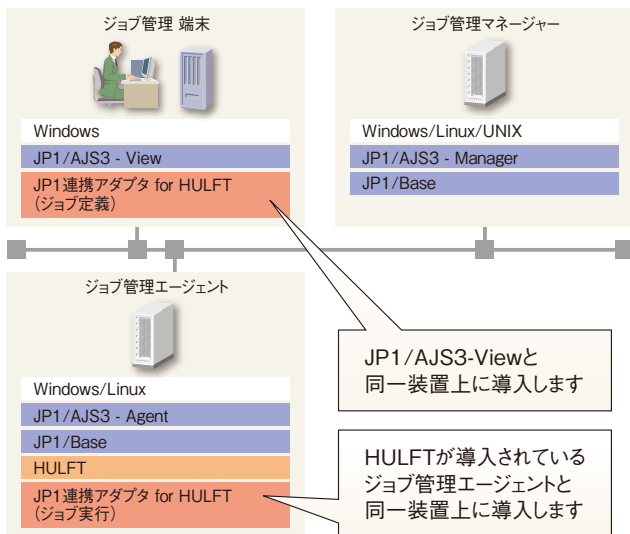 ジョブ管理 端末
Windows
JP1/AJS3 - View
JP1連携アダプタ for HULFT
（ジョブ定義）
ジョブ管理マネージャー
Windows/Linux/UNIX
JP1/AJS3 - Manager
JP1/Base
ジョブ管理エージェント
Windows/Linux
JP1/AJS3 - Agent
JP1/Base
HULFT
JP1連携アダプタ for HULFT
（ジョブ実行）
JP1/AJS3-Viewと
同一装置上に導入します
HULFTが導入されている
ジョブ管理エージェントと
同一装置上に導入します